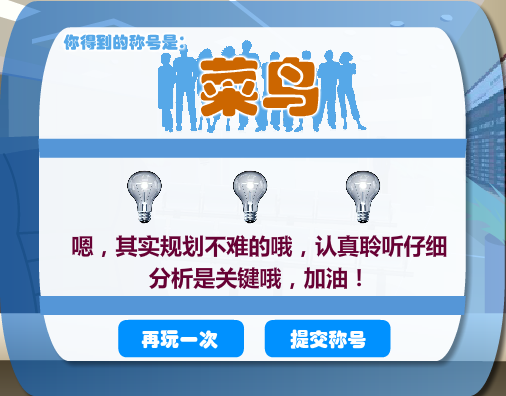 你得到的称号是：
菜鸟
嗯，其实规划不难的哦，认真聆听仔细
分析是关键哦，加油！
再玩一次
提交称号